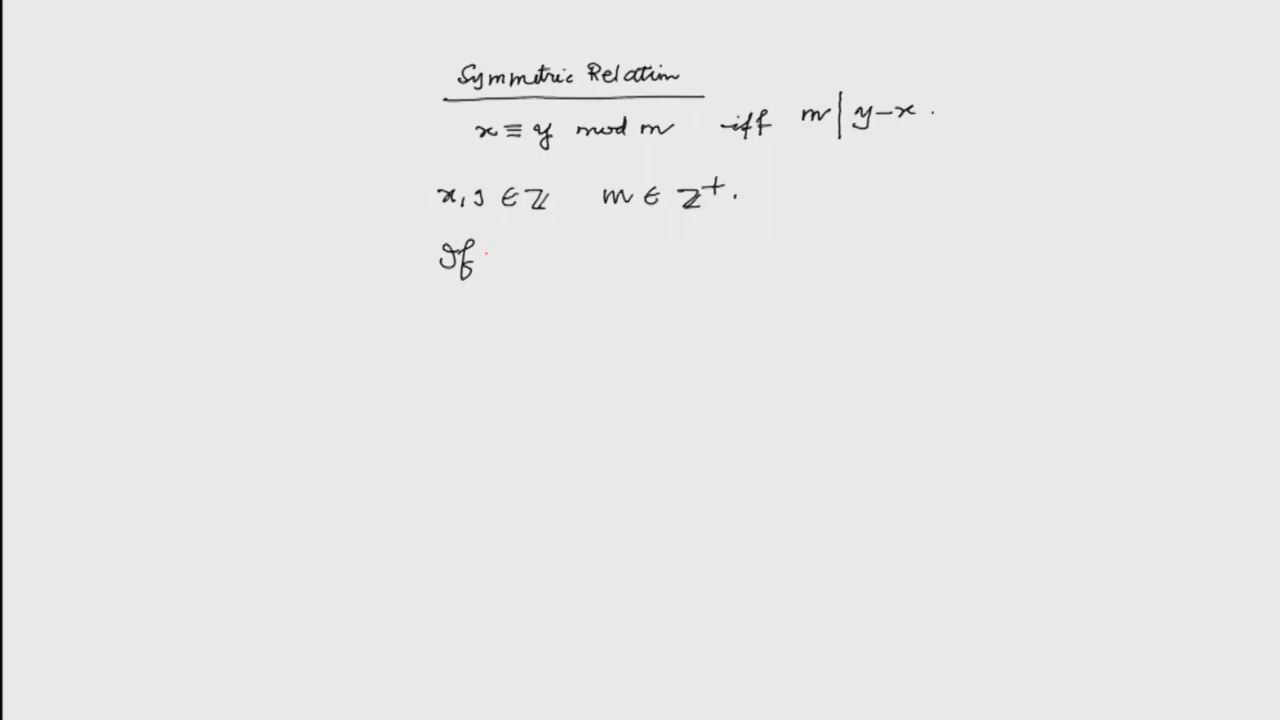 Symmetric Relation
x ≡ y mod m iff m | y-x .
x, y ∈ ℤ m ∈ ℤ⁺.
If